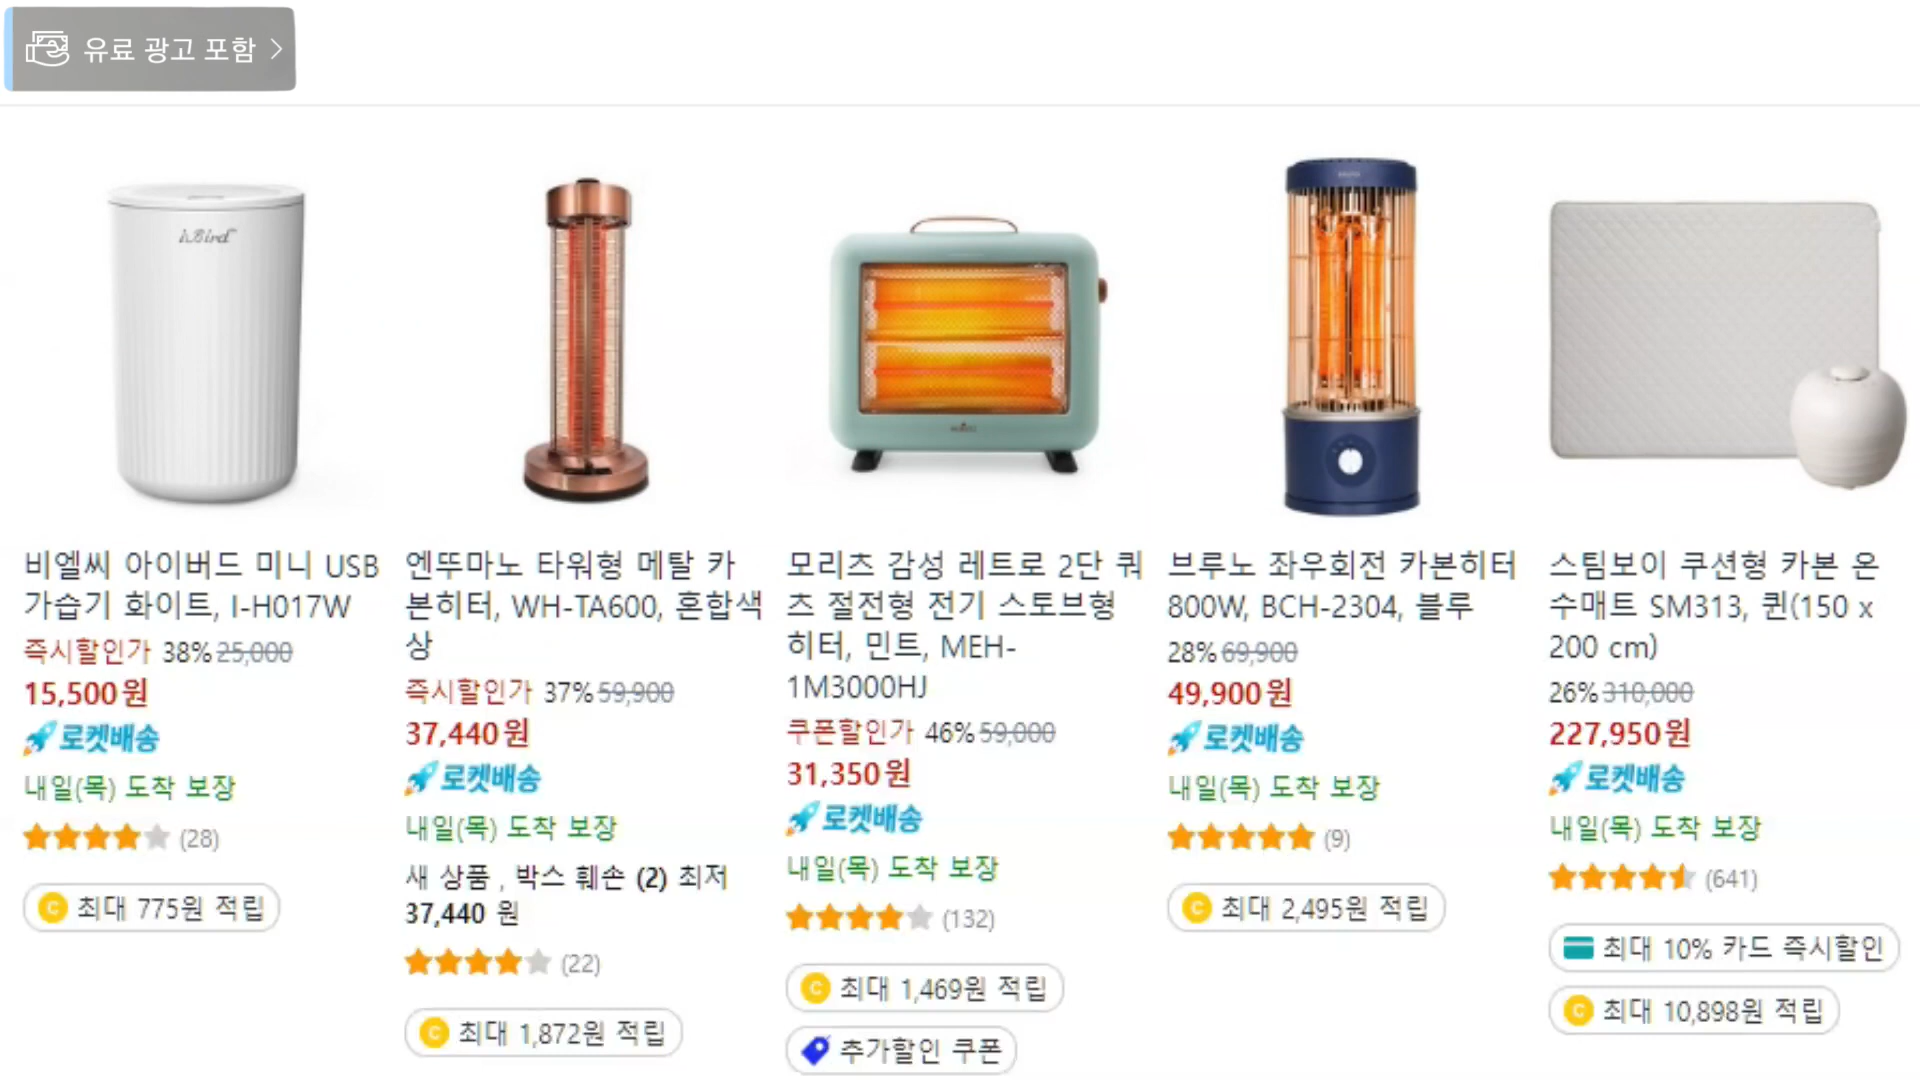 유료 광고 포함
iBird
비엘씨 아이버드 미니 USB
가습기 화이트, I-H017W
즉시할인가 38% 25,000
15,500원
로켓배송
내일(목) 도착 보장
(28)
최대 775원 적립
엔뚜마노 타워형 메탈 카
본히터, WH-TA600, 혼합색
상
즉시할인가 37% 59,900
37,440원
로켓배송
내일(목) 도착 보장
새 상품 , 박스 훼손 (2) 최저
37,440 원
(22)
최대 1,872원 적립
모리츠 감성 레트로 2단 쿼
츠 절전형 전기 스토브형
히터, 민트, MEH-
1M3000HJ
쿠폰할인가 46% 59,000
31,350원
로켓배송
내일(목) 도착 보장
(132)
최대 1,469원 적립
추가할인 쿠폰
브루노 좌우회전 카본히터
800W, BCH-2304, 블루
28% 69,900
49,900원
로켓배송
내일(목) 도착 보장
(9)
최대 2,495원 적립
스팀보이 쿠션형 카본 온
수매트 SM313, 퀸(150 x
200 cm)
26% 310,000
227,950원
로켓배송
내일(목) 도착 보장
(641)
최대 10% 카드 즉시할인
최대 10,898원 적립